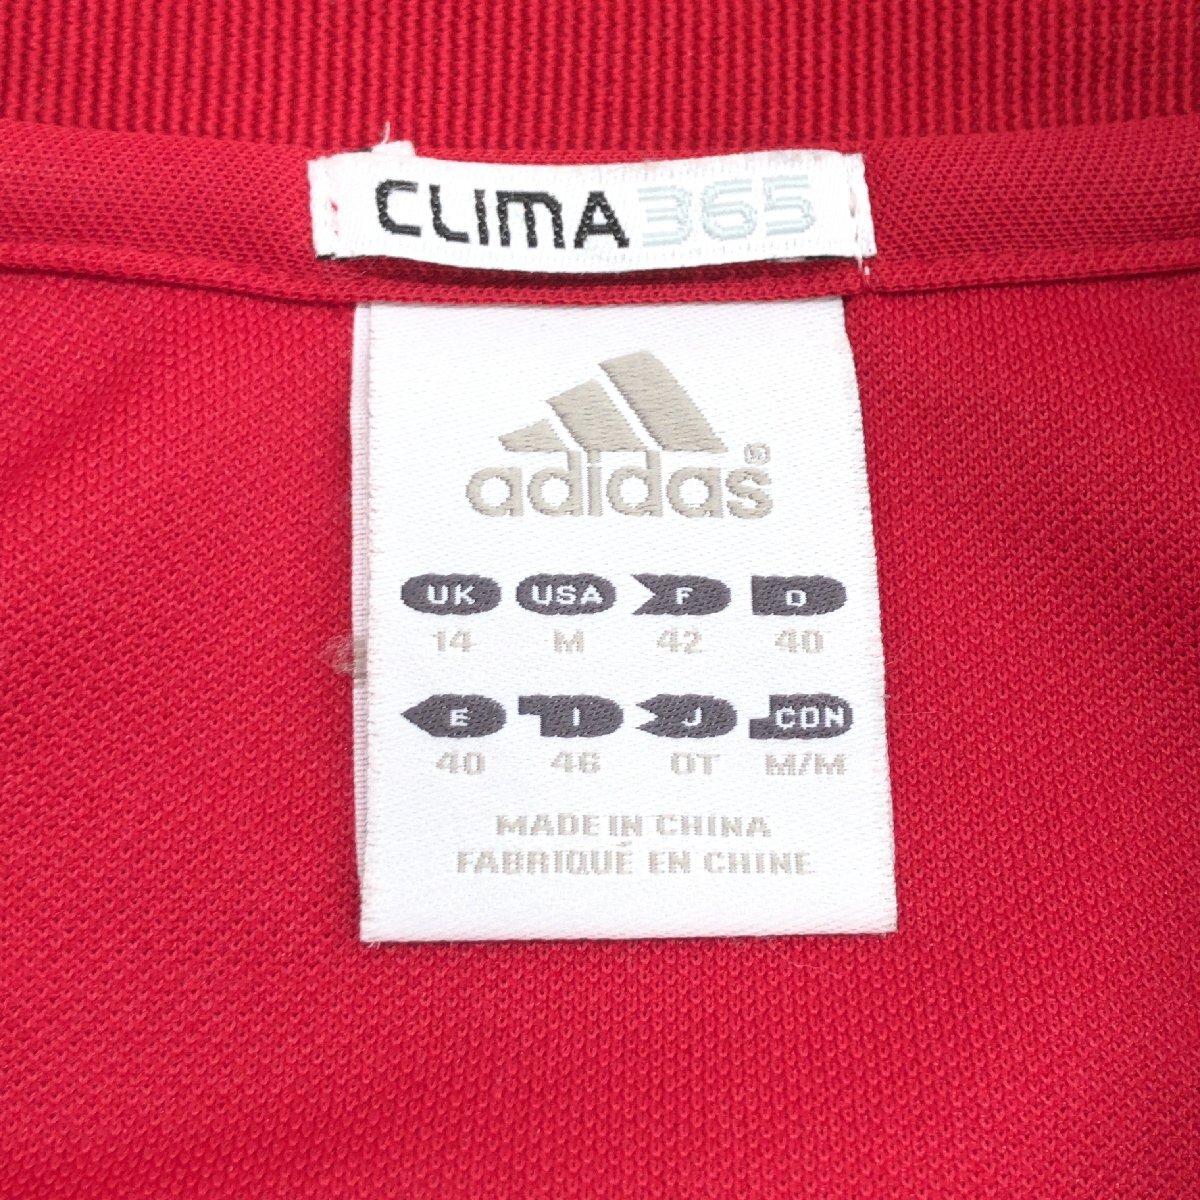 CLIMA365
adidas®
UK USA F D
14 M 42 40
E I J CON
40 46 OT M/M
MADE IN CHINA
FABRIQUÉ EN CHINE